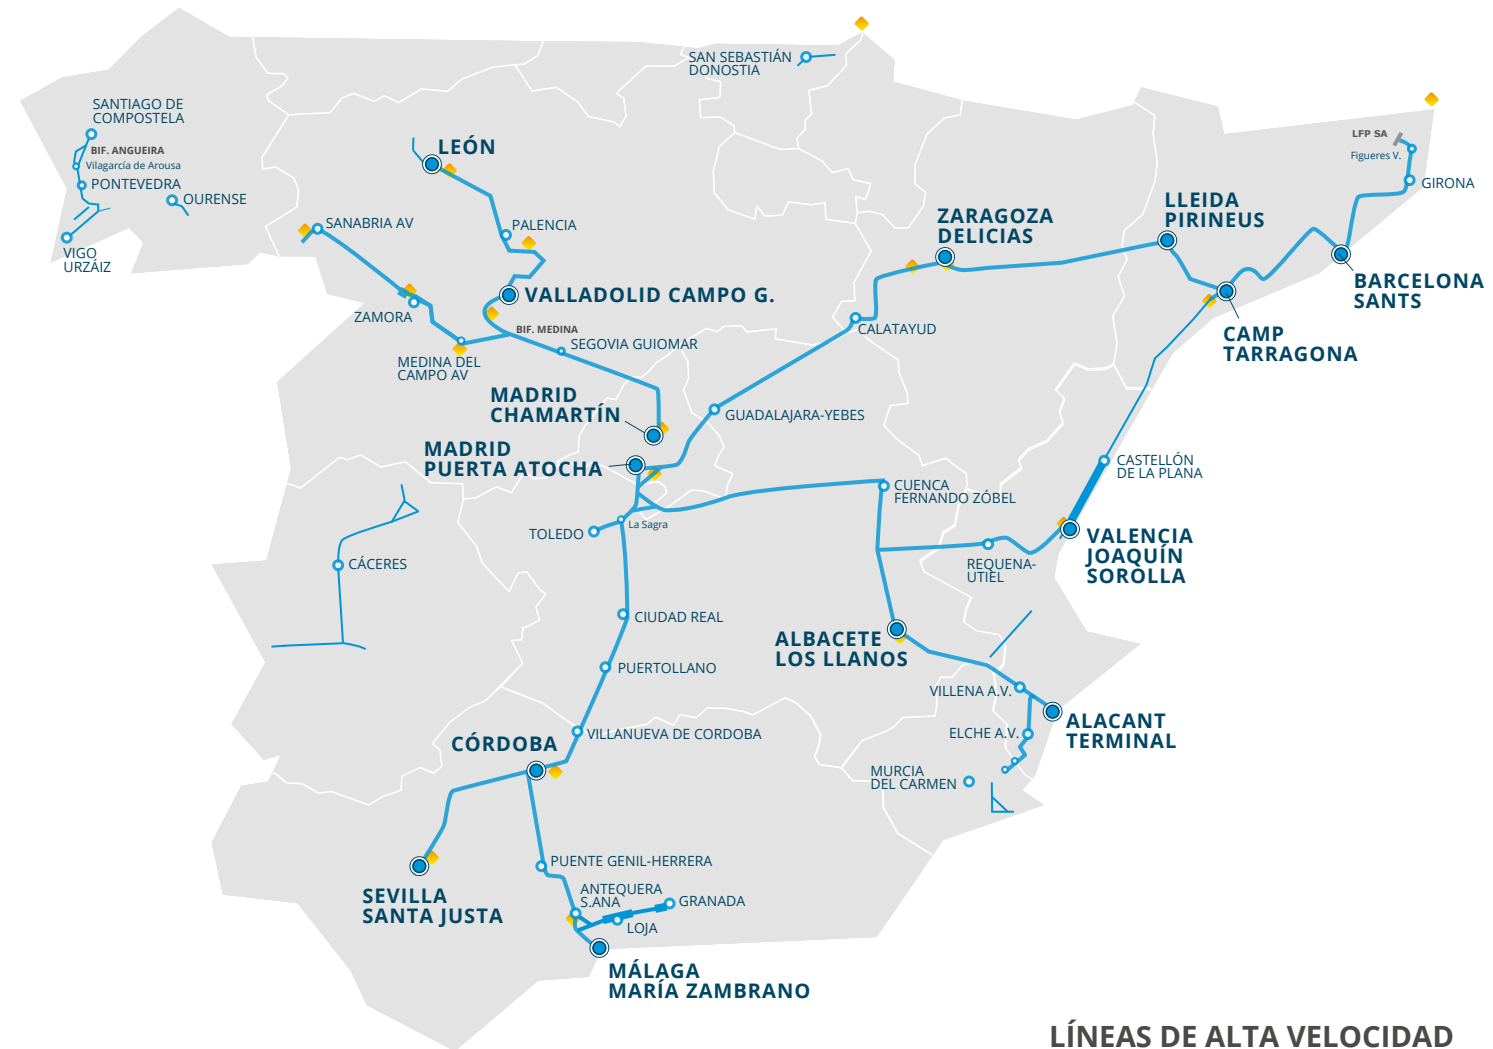 SAN SEBASTIÁN
DONOSTIA
SANTIAGO DE
COMPOSTELA
BIF. ANGUEIRA
Vilagarcía de Arousa
PONTEVEDRA
OURENSE
VIGO
URZÁIZ
LEÓN
SANABRIA AV
PALENCIA
VALLADOLID CAMPO G.
ZAMORA
BIF. MEDINA
SEGOVIA GUIOMAR
MEDINA DEL
CAMPO AV
MADRID
CHAMARTÍN
MADRID
PUERTA ATOCHA
LFP SA
Figueres V.
GIRONA
LLEIDA
PIRINEUS
ZARAGOZA
DELICIAS
BARCELONA
SANTS
CALATAYUD
CAMP
TARRAGONA
GUADALAJARA-YEBES
CASTELLÓN
DE LA PLANA
CUENCA
FERNANDO ZÓBEL
TOLEDO
La Sagra
VALENCIA
JOAQUÍN
SOROLLA
REQUENA-
UTIEL
CÁCERES
CIUDAD REAL
ALBACETE
LOS LLANOS
PUERTOLLANO
VILLENA A.V.
ALACANT
TERMINAL
ELCHE A.V.
VILLANUEVA DE CORDOBA
CÓRDOBA
MURCIA
DEL CARMEN
PUENTE GENIL-HERRERA
SEVILLA
SANTA JUSTA
ANTEQUERA
S.ANA
GRANADA
LOJA
MÁLAGA
MARÍA ZAMBRANO
LÍNEAS DE ALTA VELOCIDAD